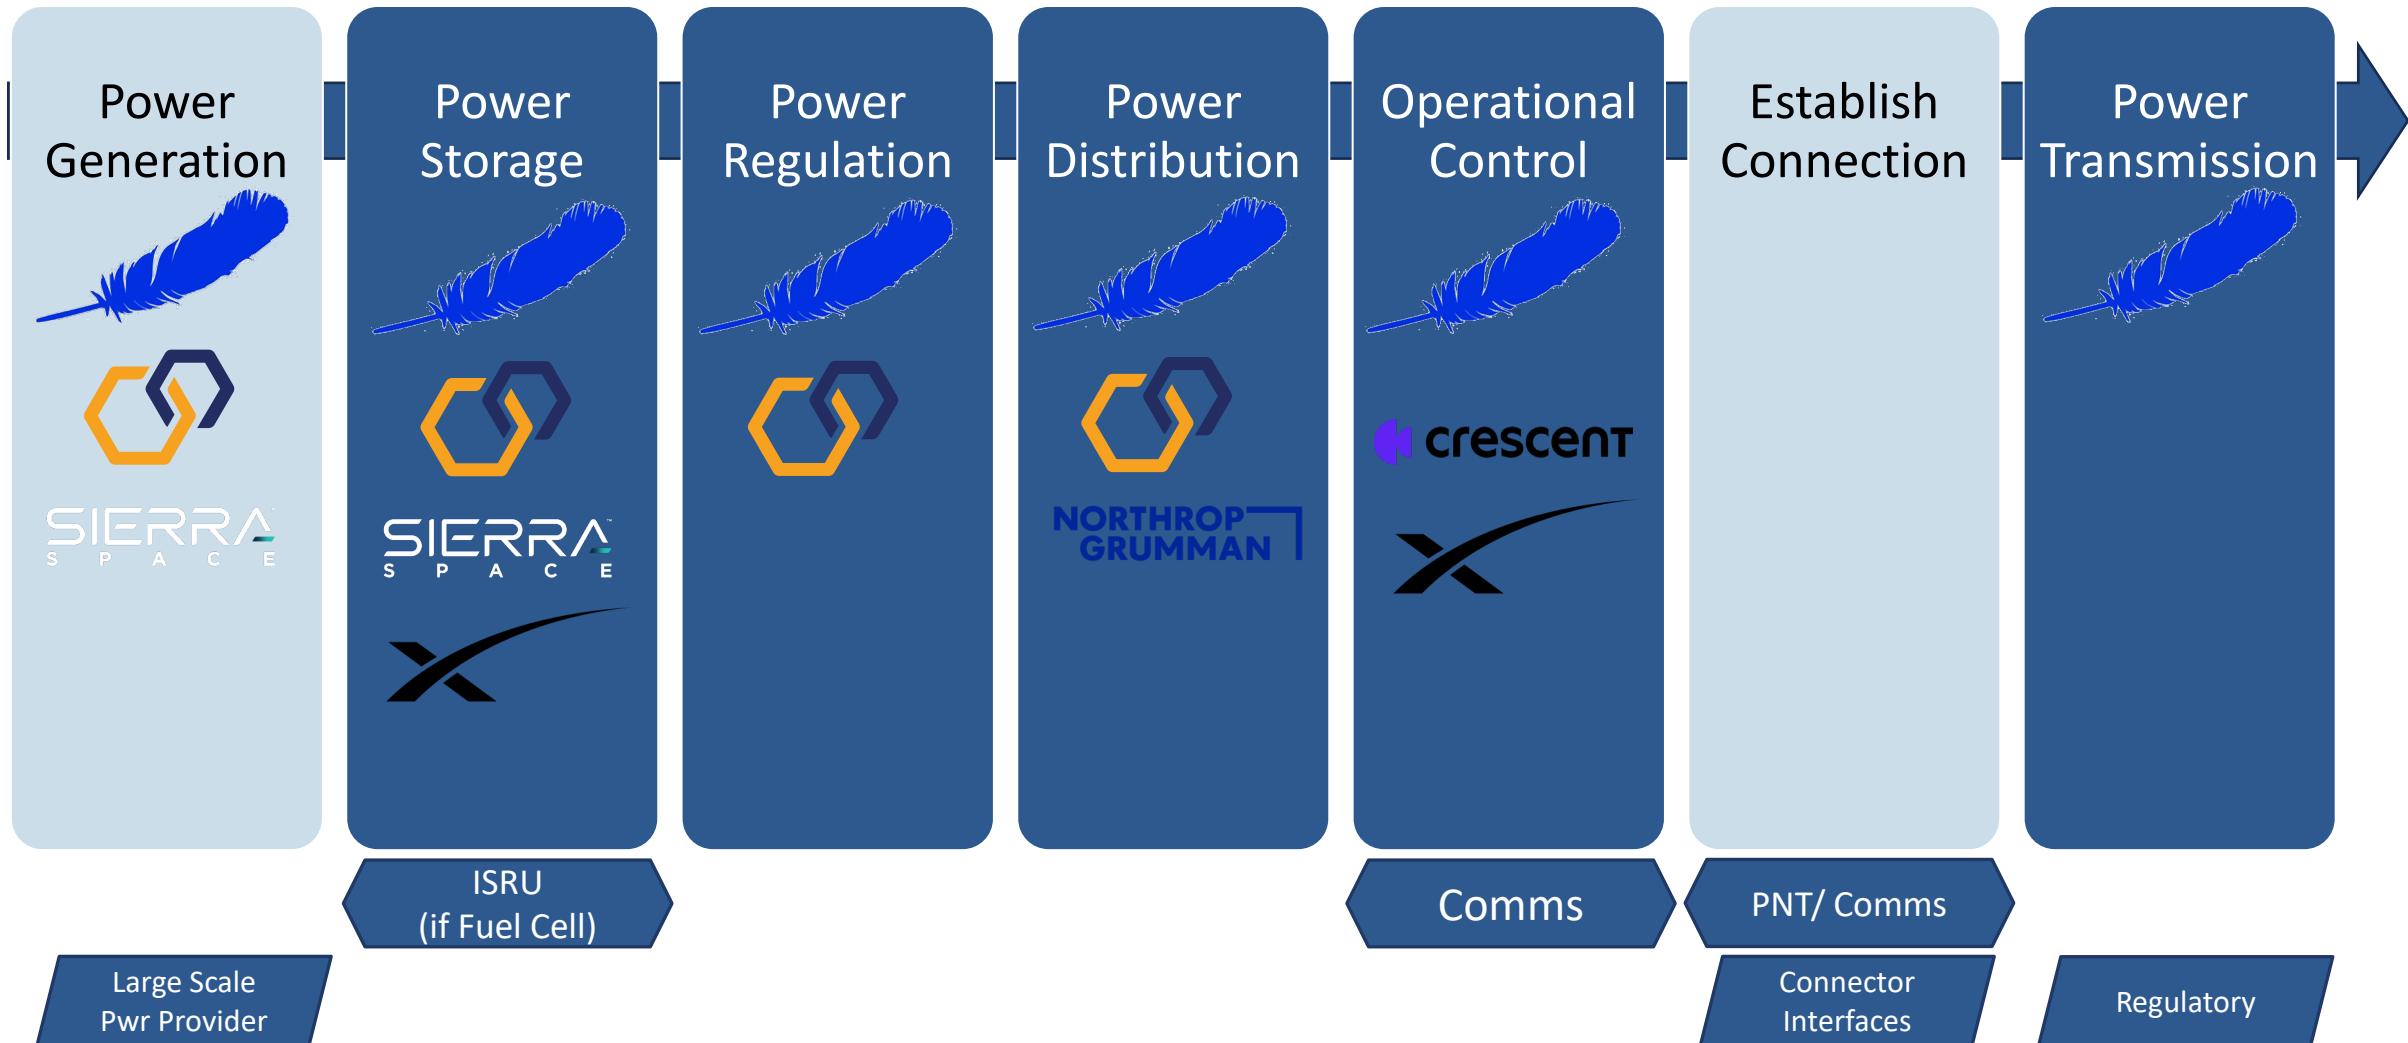 Power
Generation
Power
Storage
Power
Regulation
Power
Distribution
Operational
Control
Establish
Connection
Power
Transmission
SIERRA
SPACE
SIERRA™
SPACE
NORTHROP
GRUMMAN
crescent
ISRU
(if Fuel Cell)
Comms
PNT/ Comms
Large Scale
Pwr Provider
Connector
Interfaces
Regulatory